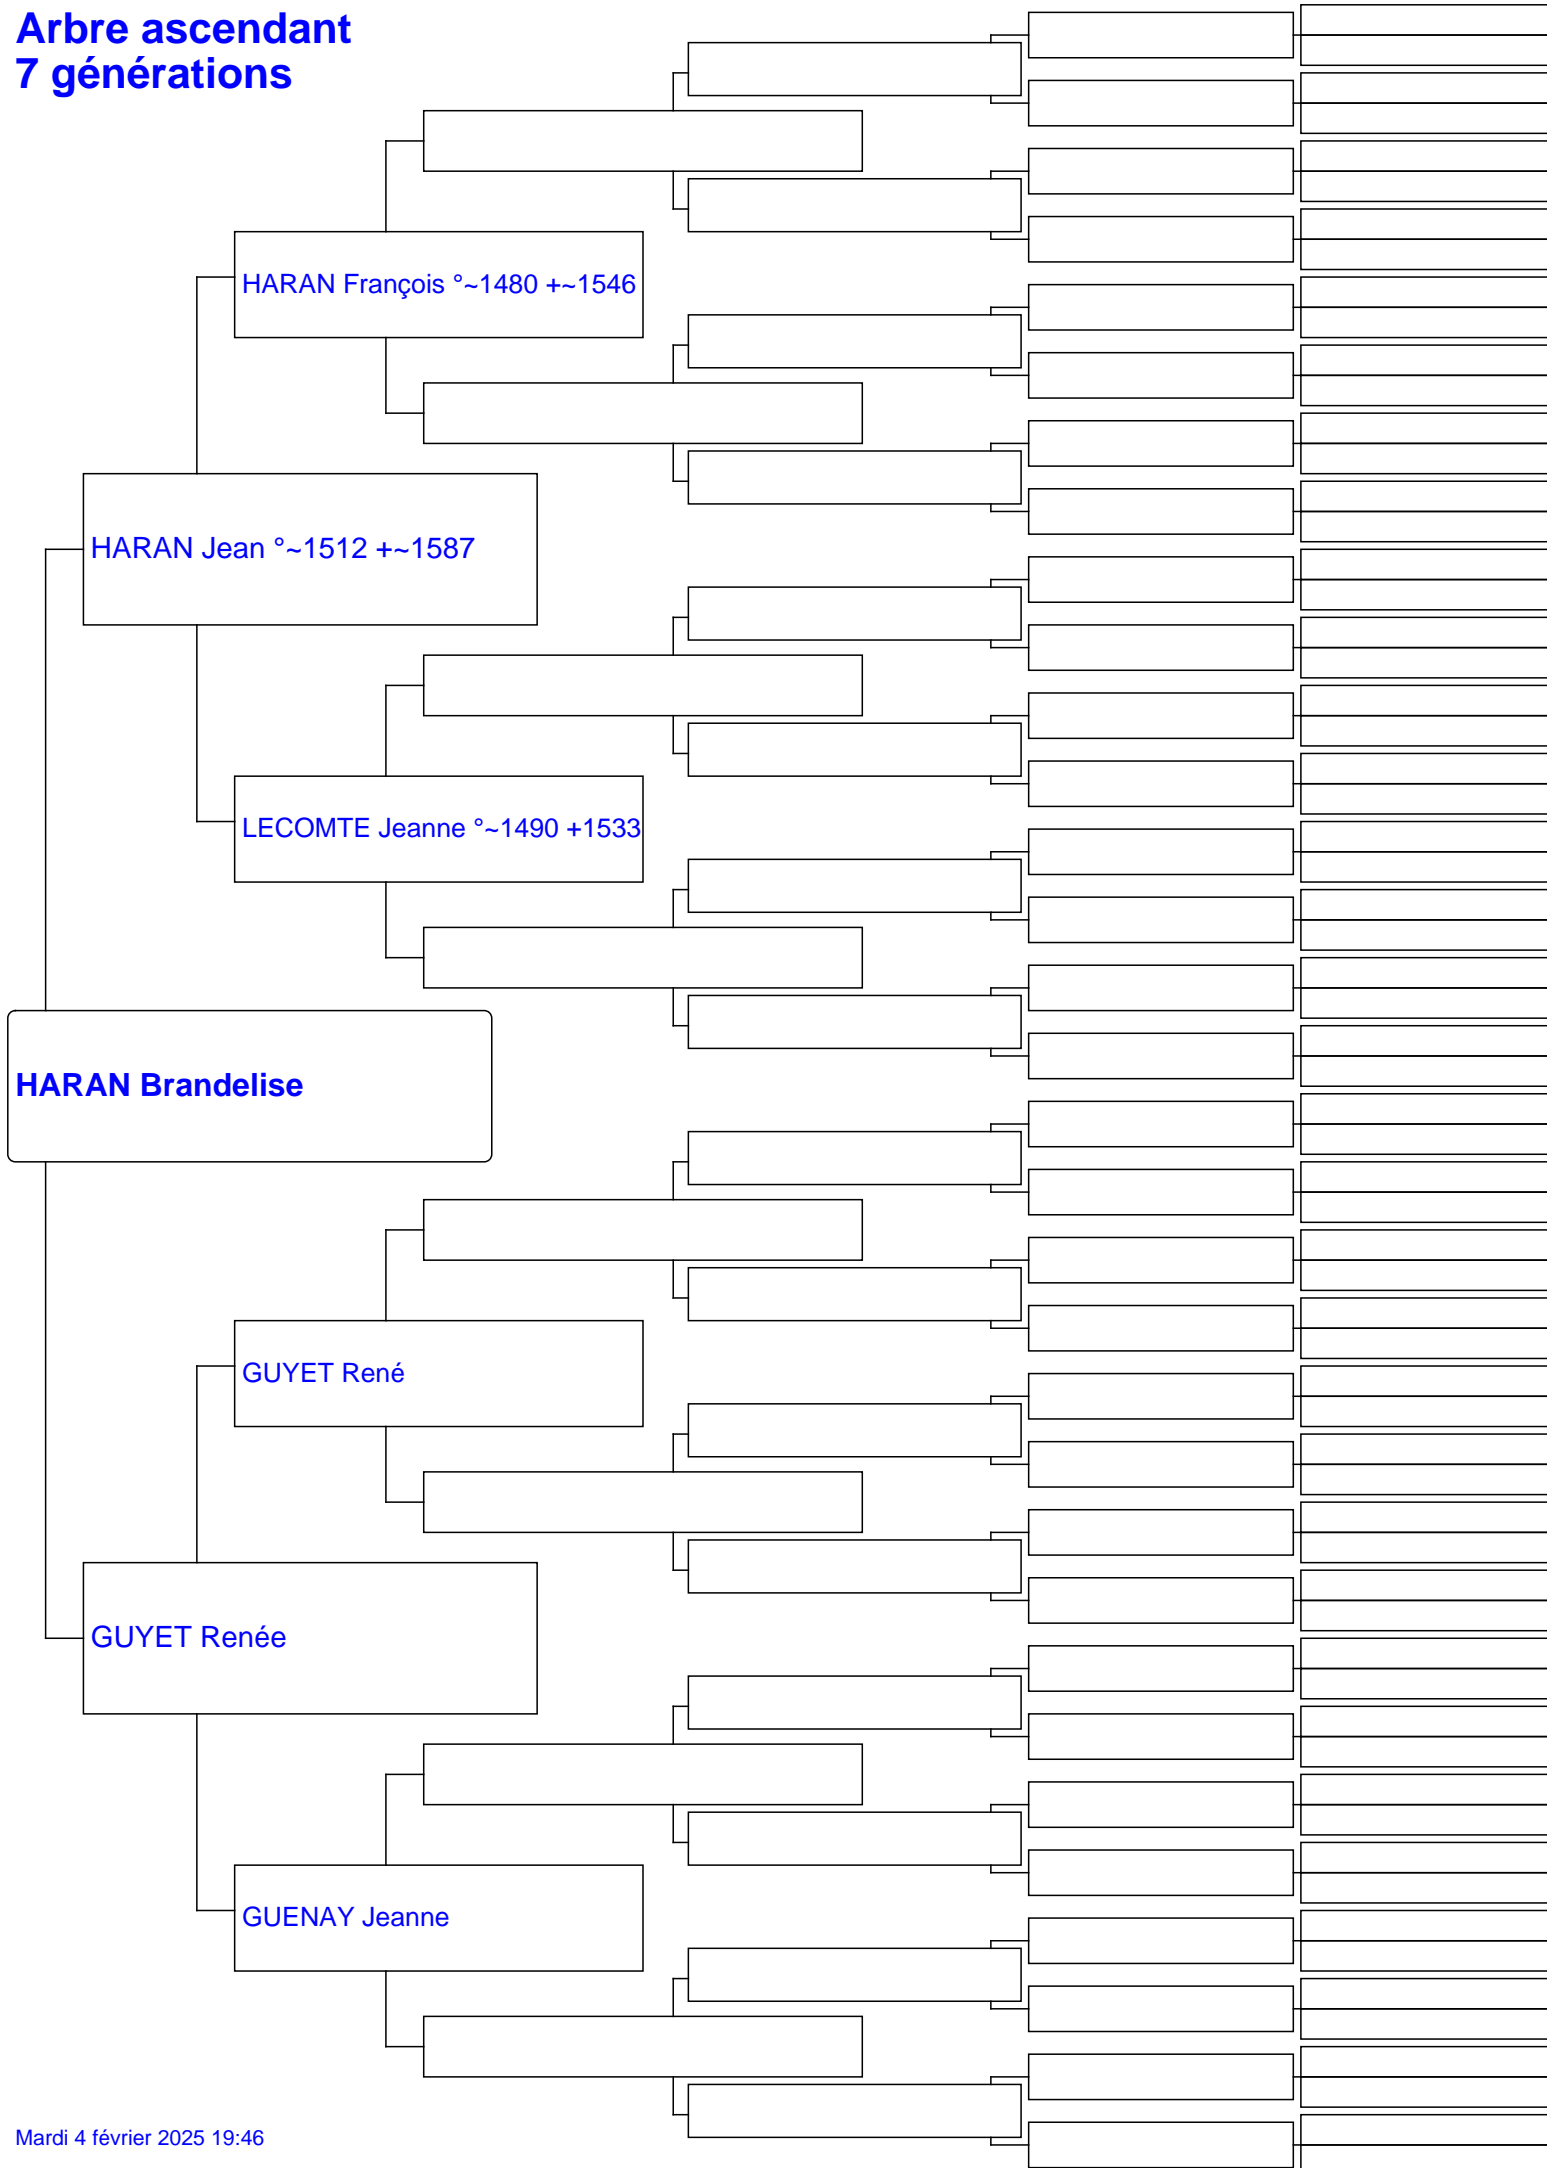 Arbre ascendant
7 générations
HARAN François °~1480 +~1546
HARAN Jean °~1512 +~1587
LECOMTE Jeanne °~1490 +1533
HARAN Brandelise
GUYET René
GUYET Renée
GUENAY Jeanne
Mardi 4 février 2025 19:46